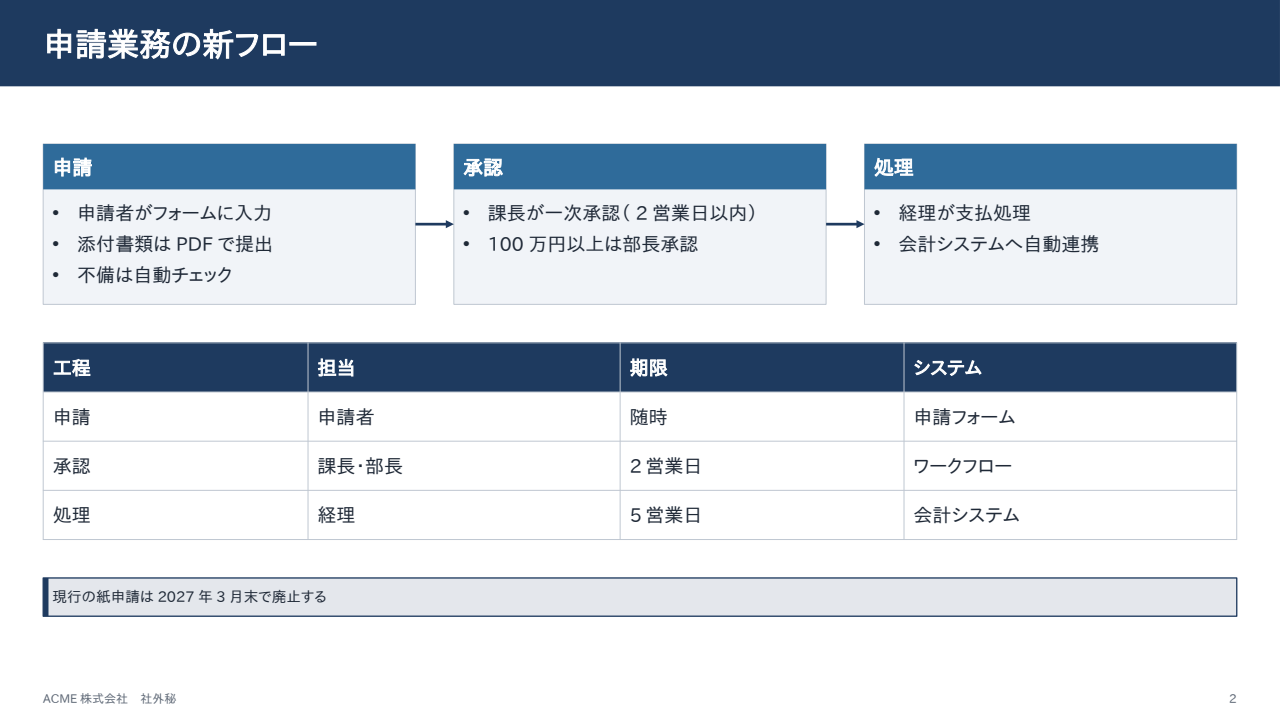 申請業務の新フロー
申請
• 申請者がフォームに入力
• 添付書類は PDF で提出
• 不備は自動チェック
承認
• 課長が一次承認（2 営業日以内）
• 100 万円以上は部長承認
処理
• 経理が支払処理
• 会計システムへ自動連携
工程 担当 期限 システム
申請 申請者 随時 申請フォーム
承認 課長・部長 2 営業日 ワークフロー
処理 経理 5 営業日 会計システム
現行の紙申請は 2027 年 3 月末で廃止する
ACME 株式会社　社外秘 2